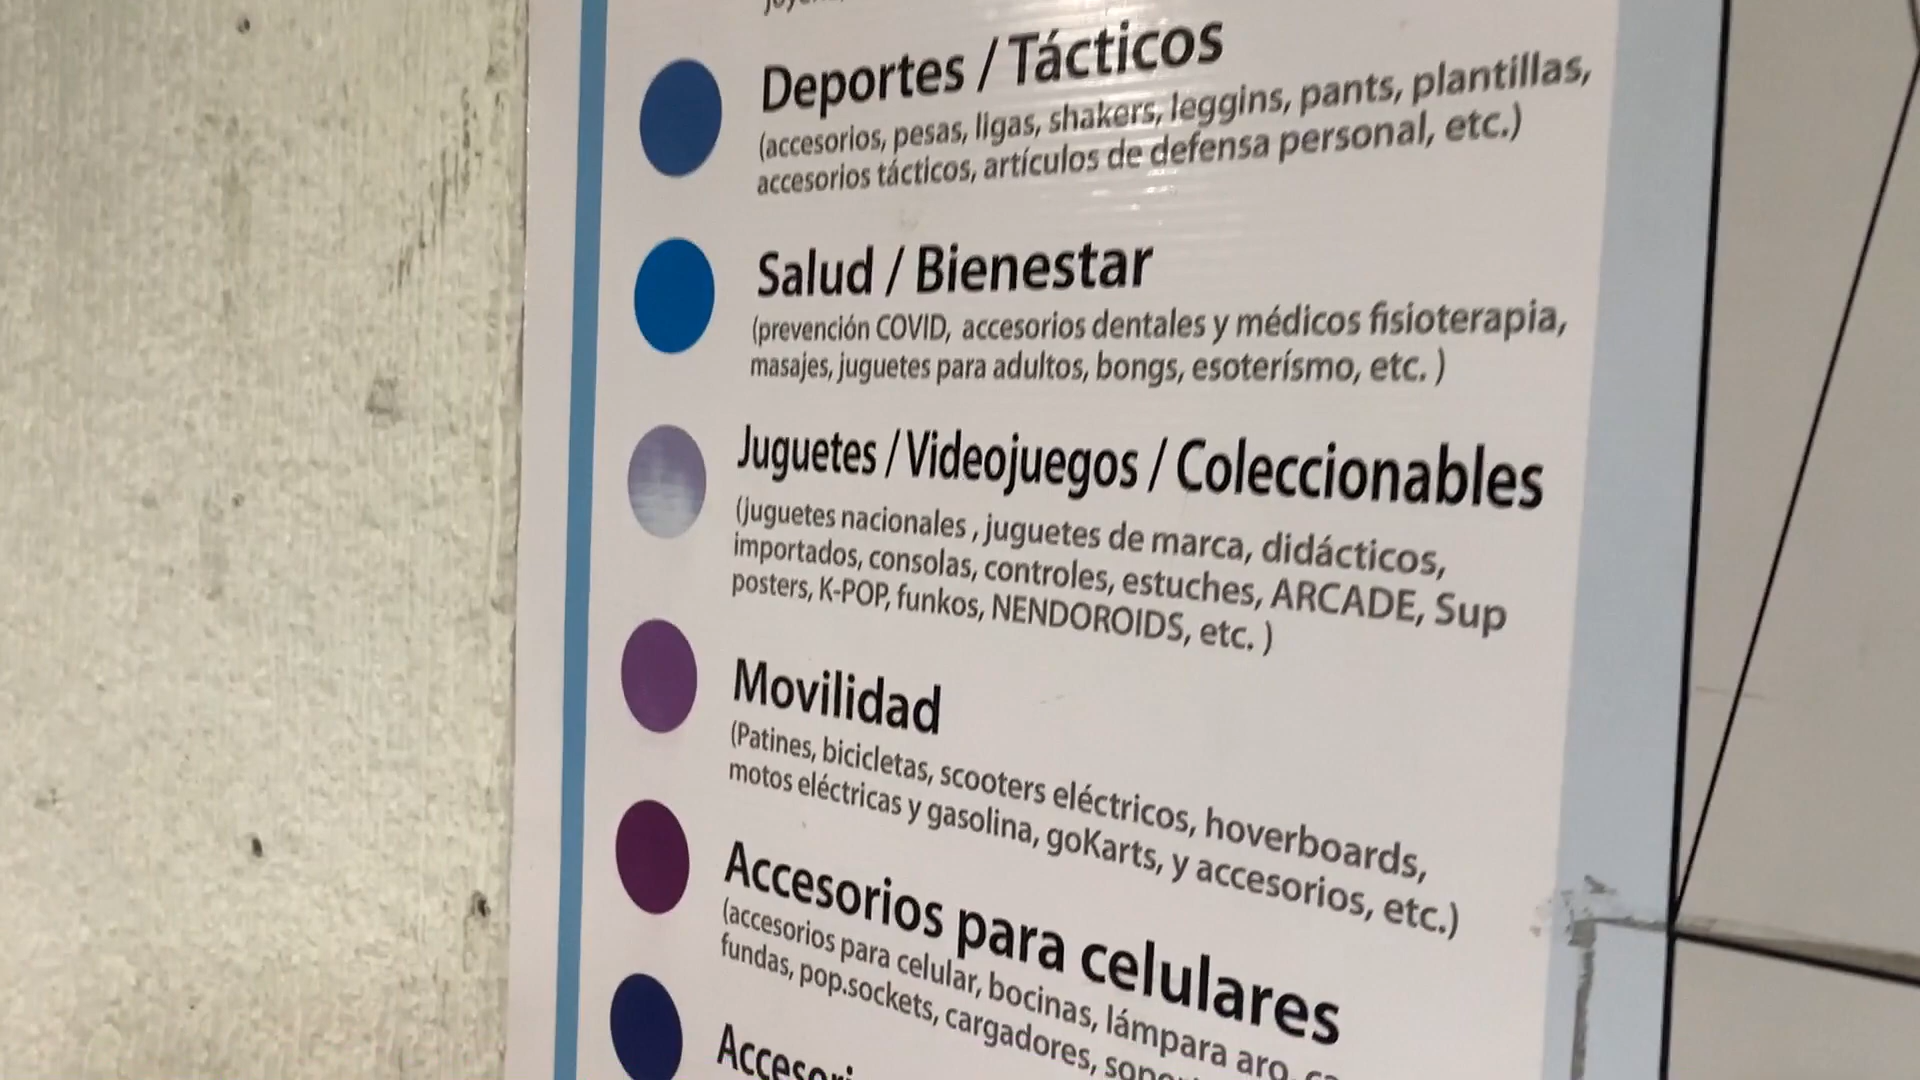 Deportes / Tácticos
(accesorios, pesas, ligas, shakers, leggins, pants, plantillas,
accesorios tácticos, artículos de defensa personal, etc.)
Salud / Bienestar
(prevención COVID, accesorios dentales y médicos fisioterapia,
masajes, juguetes para adultos, bongs, esoterísmo, etc. )
Juguetes / Videojuegos / Coleccionables
(juguetes nacionales , juguetes de marca, didácticos,
importados, consolas, controles, estuches, ARCADE, Sup
posters, K-POP, funkos, NENDOROIDS, etc. )
Movilidad
(Patines, bicicletas, scooters eléctricos, hoverboards,
motos eléctricas y gasolina, goKarts, y accesorios, etc.)
Accesorios para celulares
(accesorios para celular, bocinas, lámpara aro,
fundas, pop.sockets, cargadores,